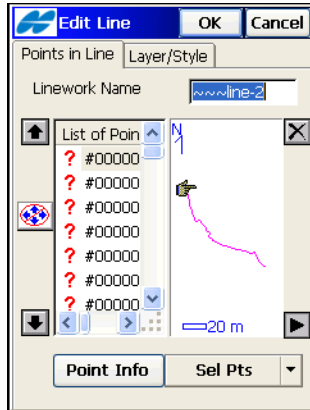 Edit Line OK Cancel
Points in Line Layer/Style
Linework Name ~~~line-2
List of Poin
N
? #00000
? #00000
? #00000
? #00000
? #00000
? #00000
? #00000
20 m
Point Info Sel Pts